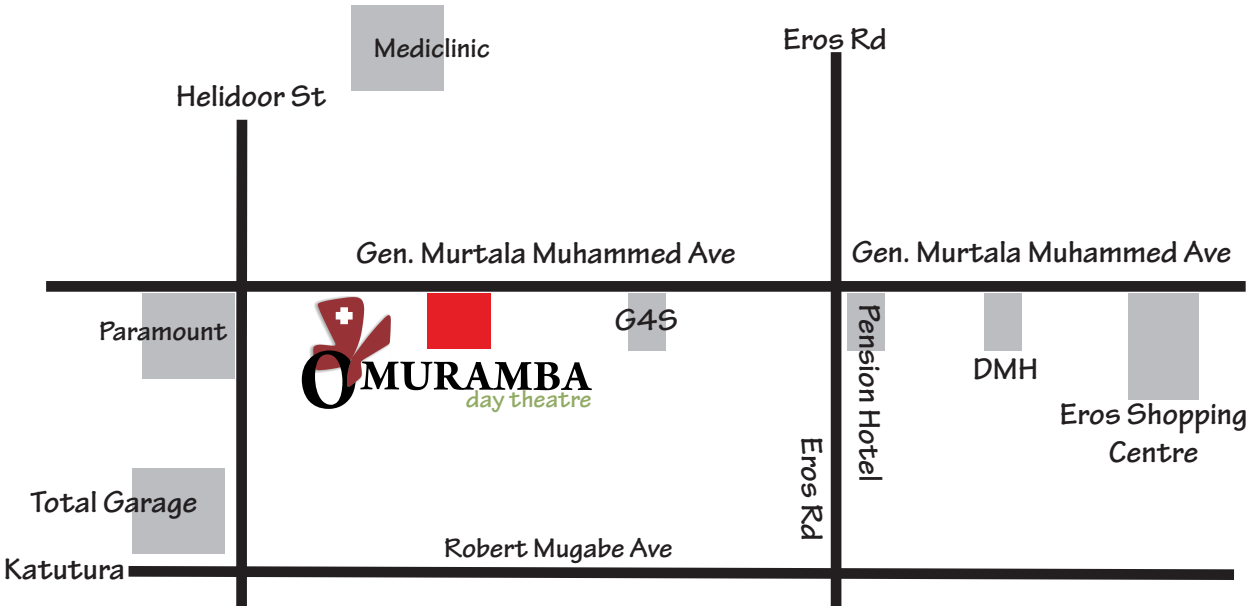 Mediclinic
Eros Rd
Helidoor St
Gen. Murtala Muhammed Ave
Gen. Murtala Muhammed Ave
Paramount
G4S
Pension Hotel
DMH
OMURAMBA
day theatre
Eros Shopping
Centre
Eros Rd
Total Garage
Robert Mugabe Ave
Katutura